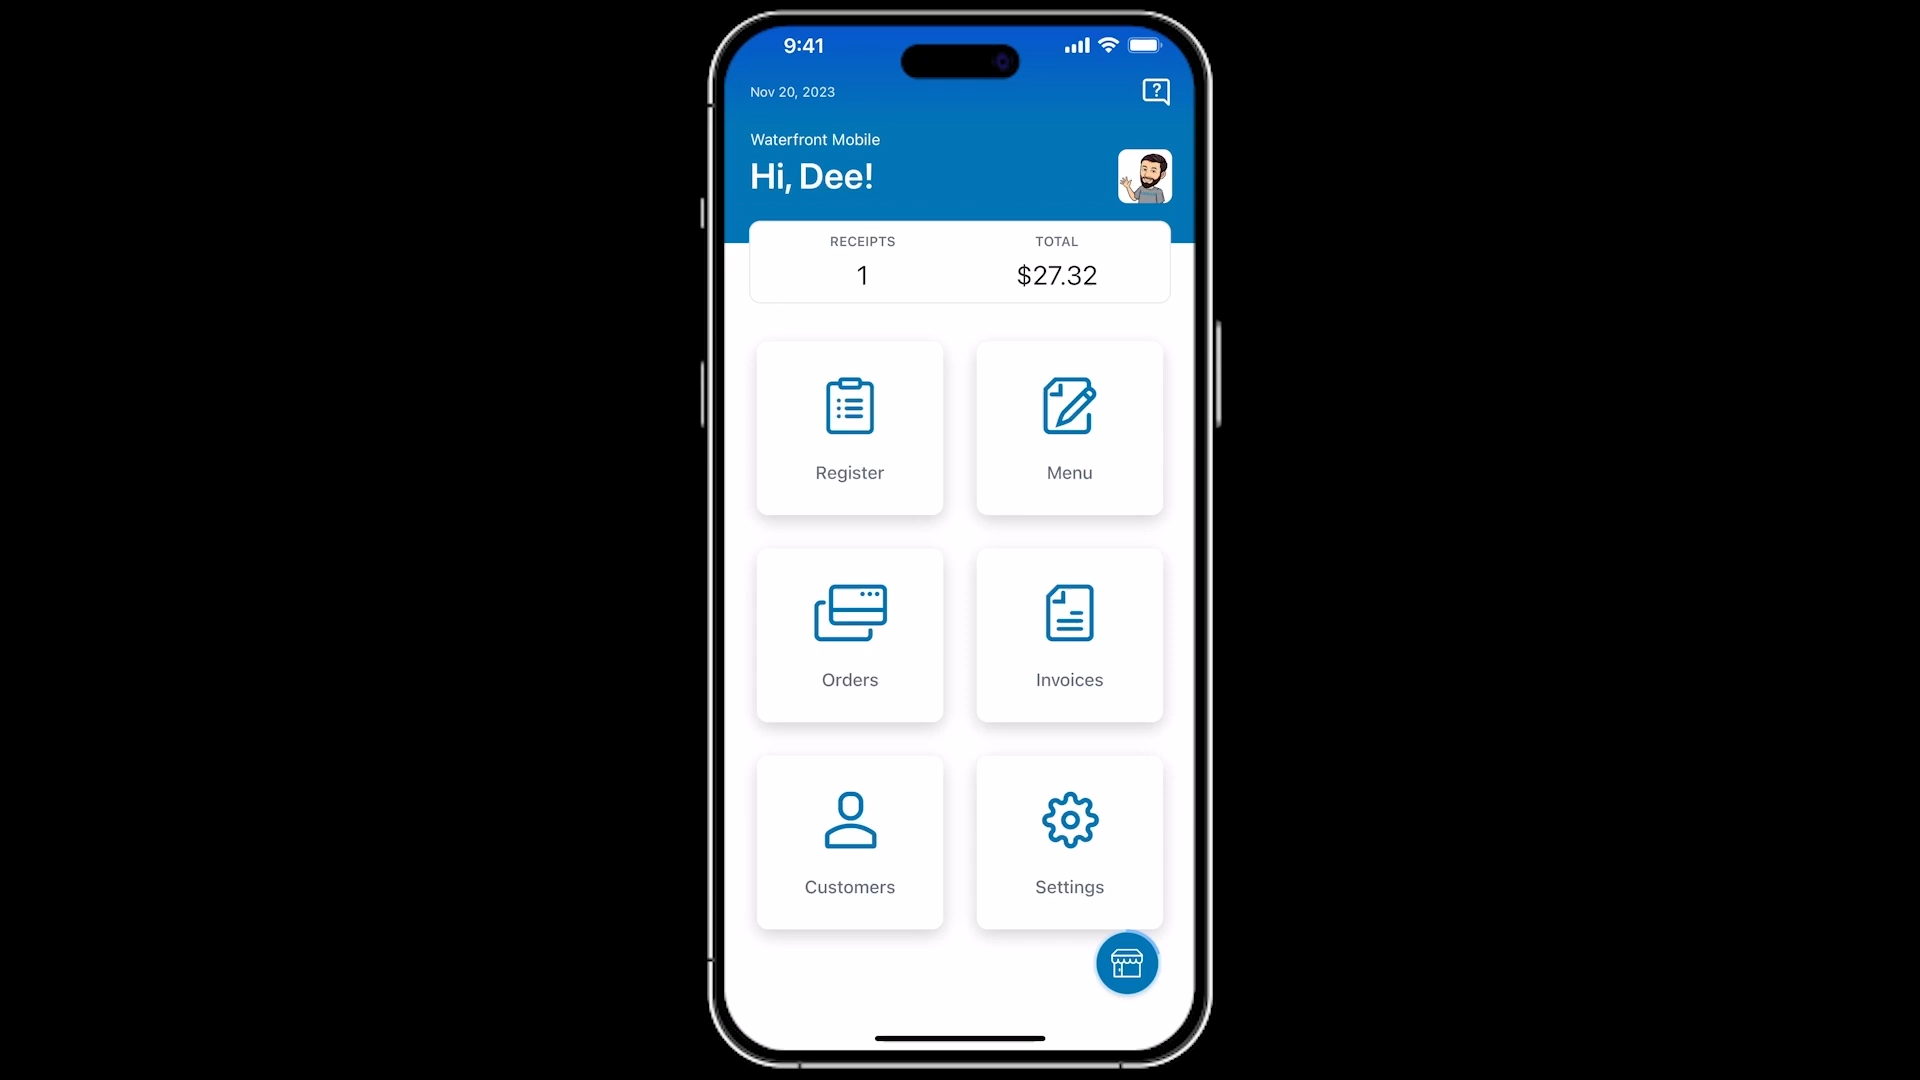 9:41
Nov 20, 2023
?
Waterfront Mobile
Hi, Dee!
RECEIPTS TOTAL
1 $27.32
Register Menu
Orders Invoices
Customers Settings